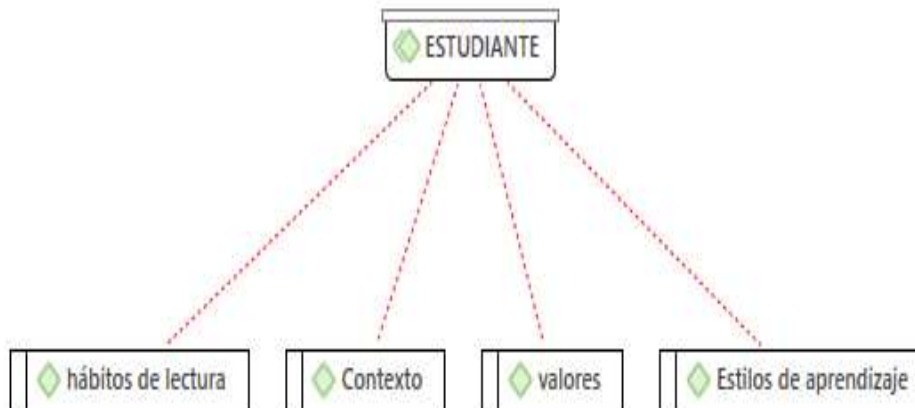 ESTUDIANTE
hábitos de lectura
Contexto
valores
Estilos de aprendizaje